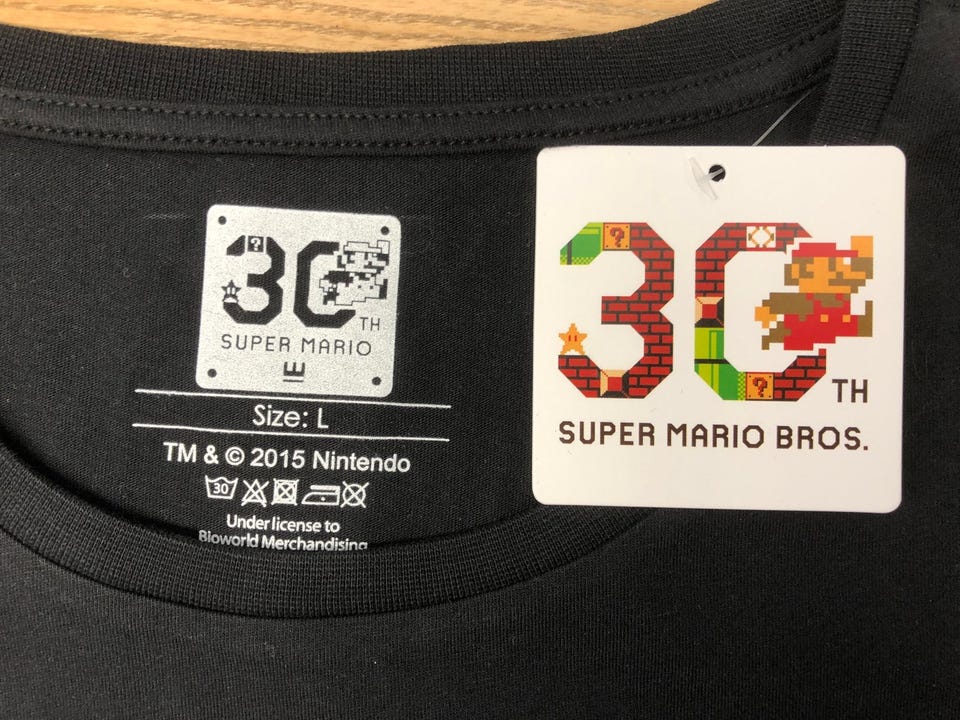 30
TH
SUPER MARIO
Size: L
TM & © 2015 Nintendo
30
Under license to
Bioworld Merchandising
30
TH
SUPER MARIO BROS.